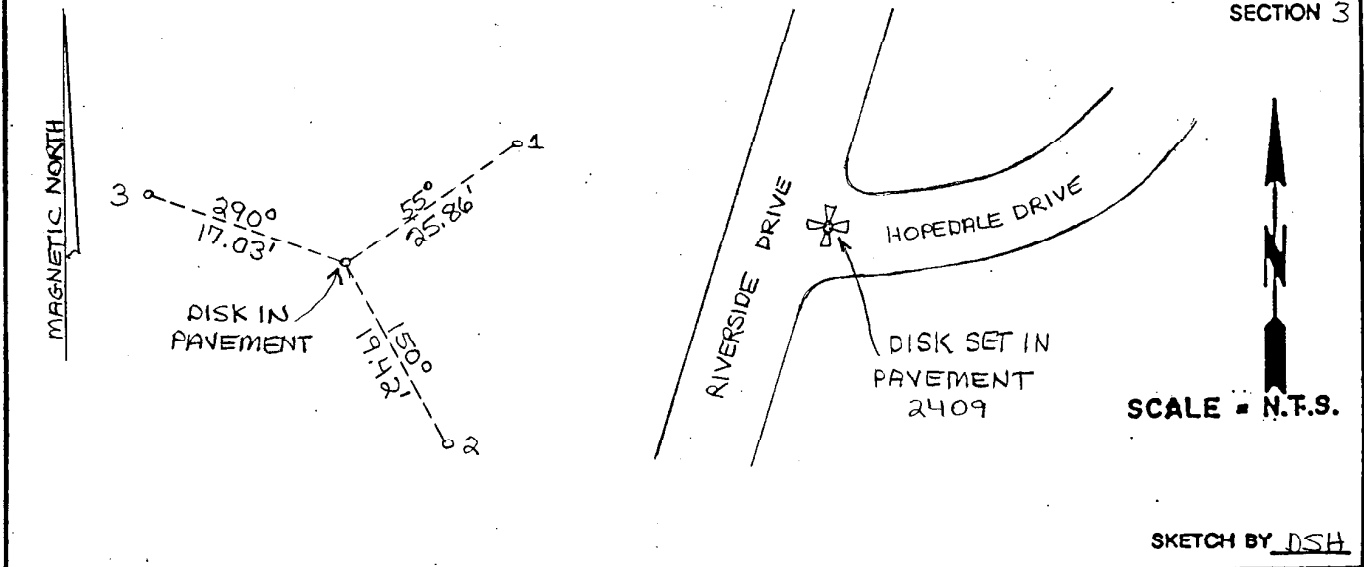 SECTION 3
MAGNETIC NORTH
1
3
290°
17.03'
55°
25.86'
DISK IN
PAVEMENT
150°
19.42'
2
RIVERSIDE DRIVE
HOPEDALE DRIVE
DISK SET IN
PAVEMENT
2409
N
SCALE = N.T.S.
SKETCH BY DSH